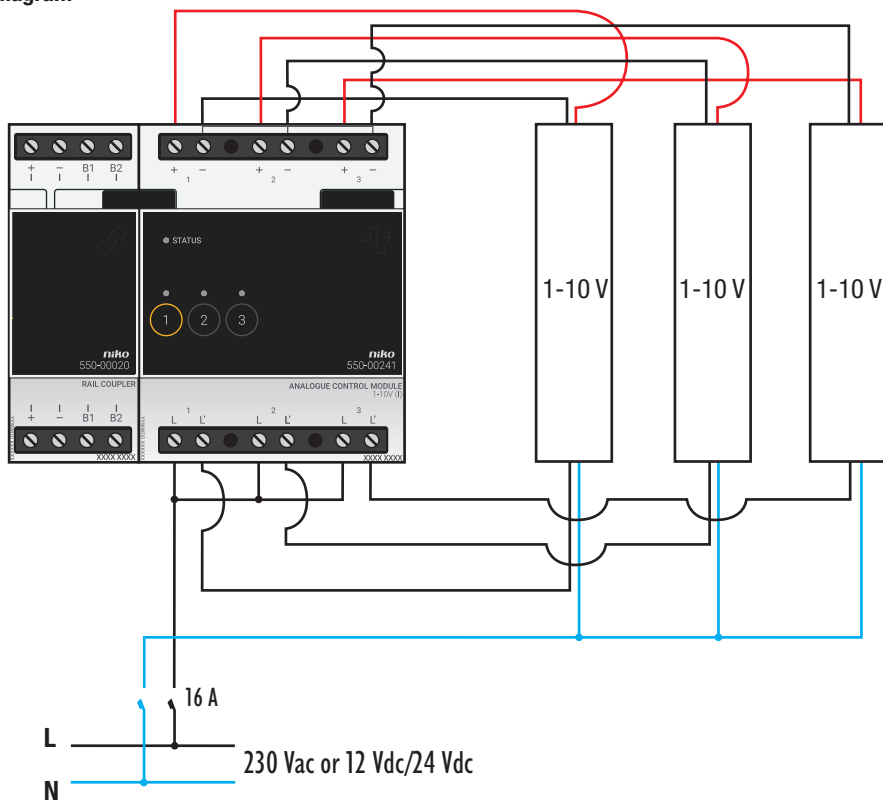 + − B1 B2
+ − + − + −
1 2 3
STATUS
1 2 3
niko
550-00020
niko
550-00241
RAIL COUPLER
ANALOGUE CONTROL MODULE
1-10V (I)
+ − B1 B2
1 2 3
L L' L L' L L'
XXXX XXXX
XXXX XXXX
1-10 V
1-10 V
1-10 V
16 A
L
230 Vac or 12 Vdc/24 Vdc
N